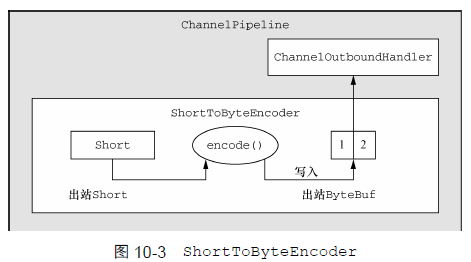 ChannelPipeline
ChannelOutboundHandler
ShortToByteEncoder
Short
encode()
1 2
写入
出站Short
出站ByteBuf
图 10-3 ShortToByteEncoder